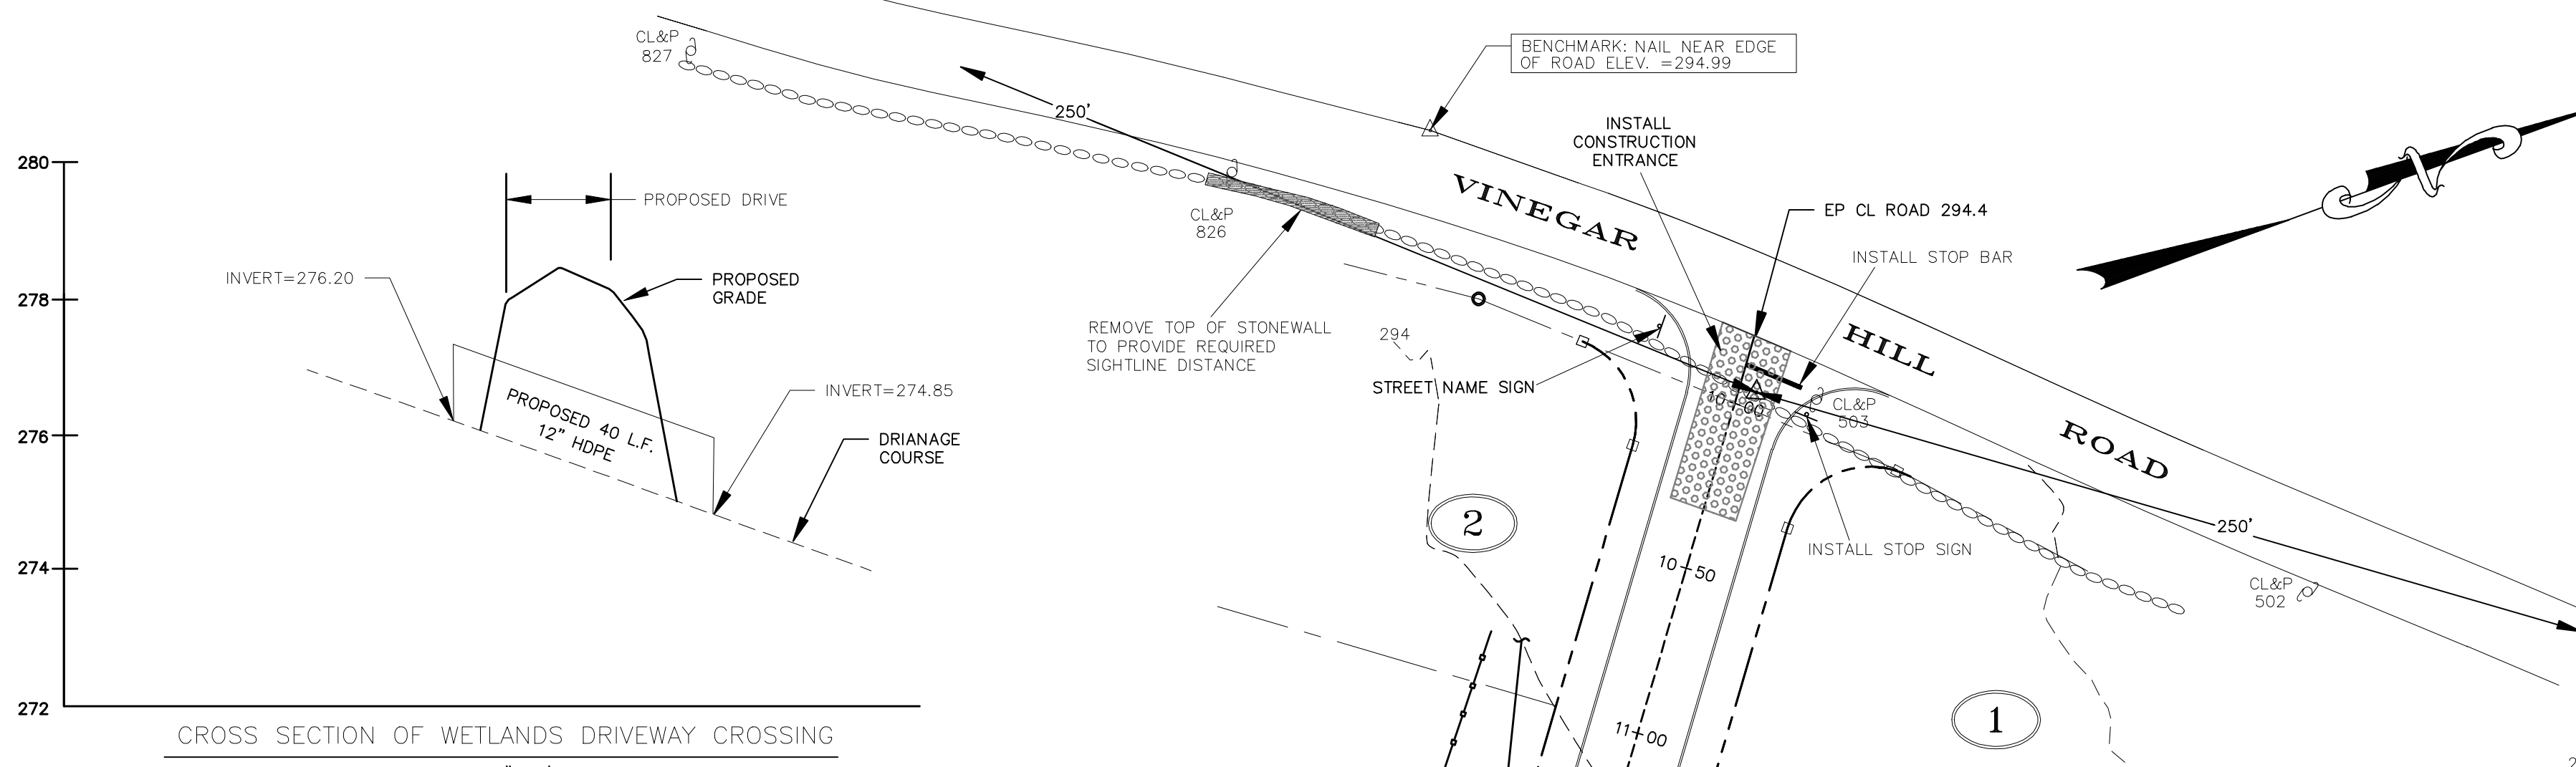 CL&P
827
250'
BENCHMARK: NAIL NEAR EDGE
OF ROAD ELEV. =294.99
INSTALL
CONSTRUCTION
ENTRANCE
280
PROPOSED DRIVE
VINEGAR
HILL
ROAD
EP CL ROAD 294.4
N
CL&P
826
INSTALL STOP BAR
INVERT=276.20
PROPOSED
GRADE
278
REMOVE TOP OF STONEWALL
TO PROVIDE REQUIRED
SIGHTLINE DISTANCE
294
STREET NAME SIGN
10+00
CL&P
503
INVERT=274.85
PROPOSED 40 L.F.
12" HDPE
276
DRIANAGE
COURSE
2
250'
INSTALL STOP SIGN
274
10+50
CL&P
502
272
11+00
1
CROSS SECTION OF WETLANDS DRIVEWAY CROSSING